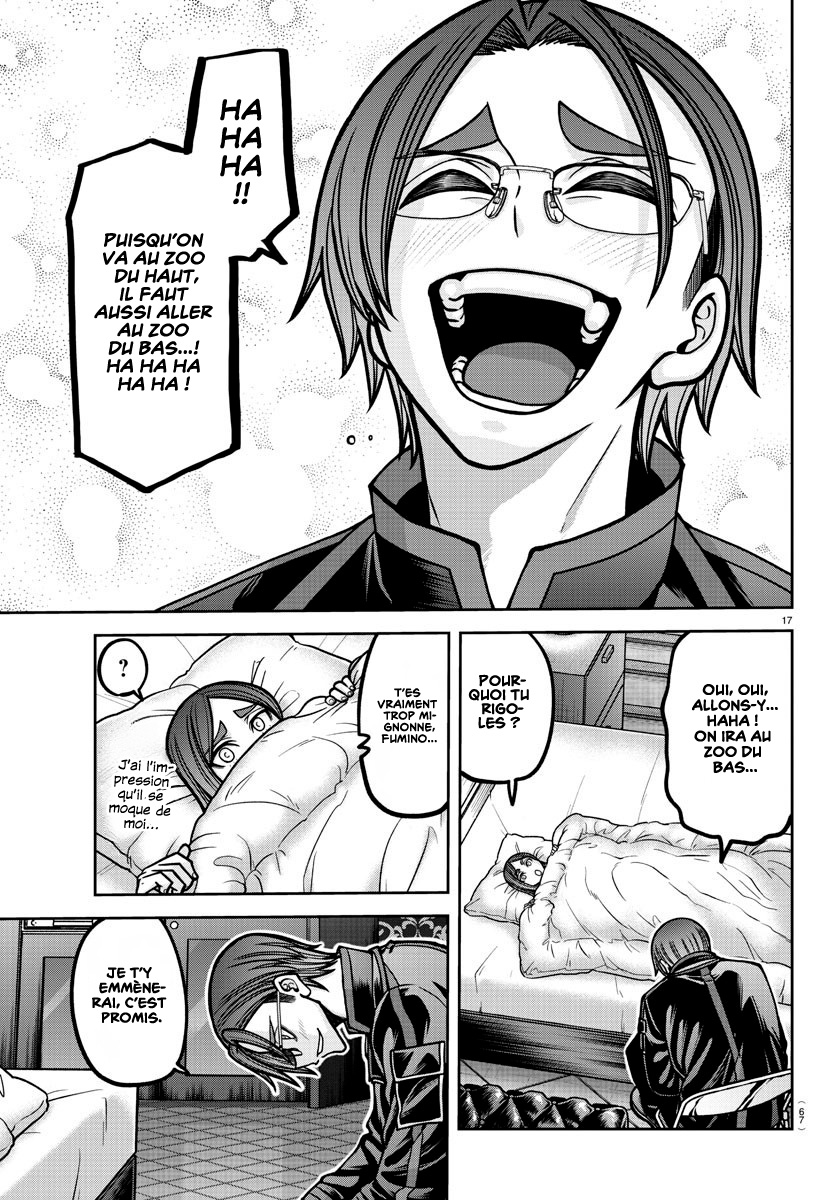 HA
HA
HA
!!
PUISQU'ON
VA AU ZOO
DU HAUT,
IL FAUT
AUSSI ALLER
AU ZOO
DU BAS...!
HA HA HA
HA HA !
17
OUI, OUI,
ALLONS-Y...
HAHA !
ON IRA AU
ZOO DU
BAS...
POUR-
QUOI TU
RIGO-
LES ?
T'ES
VRAIMENT
TROP MI-
GNONNE,
FUMINO...
?
J'ai l'im-
pression
qu'il se
moque de
moi...
JE T'Y
EMMÈNE-
RAI, C'EST
PROMIS.
(67)